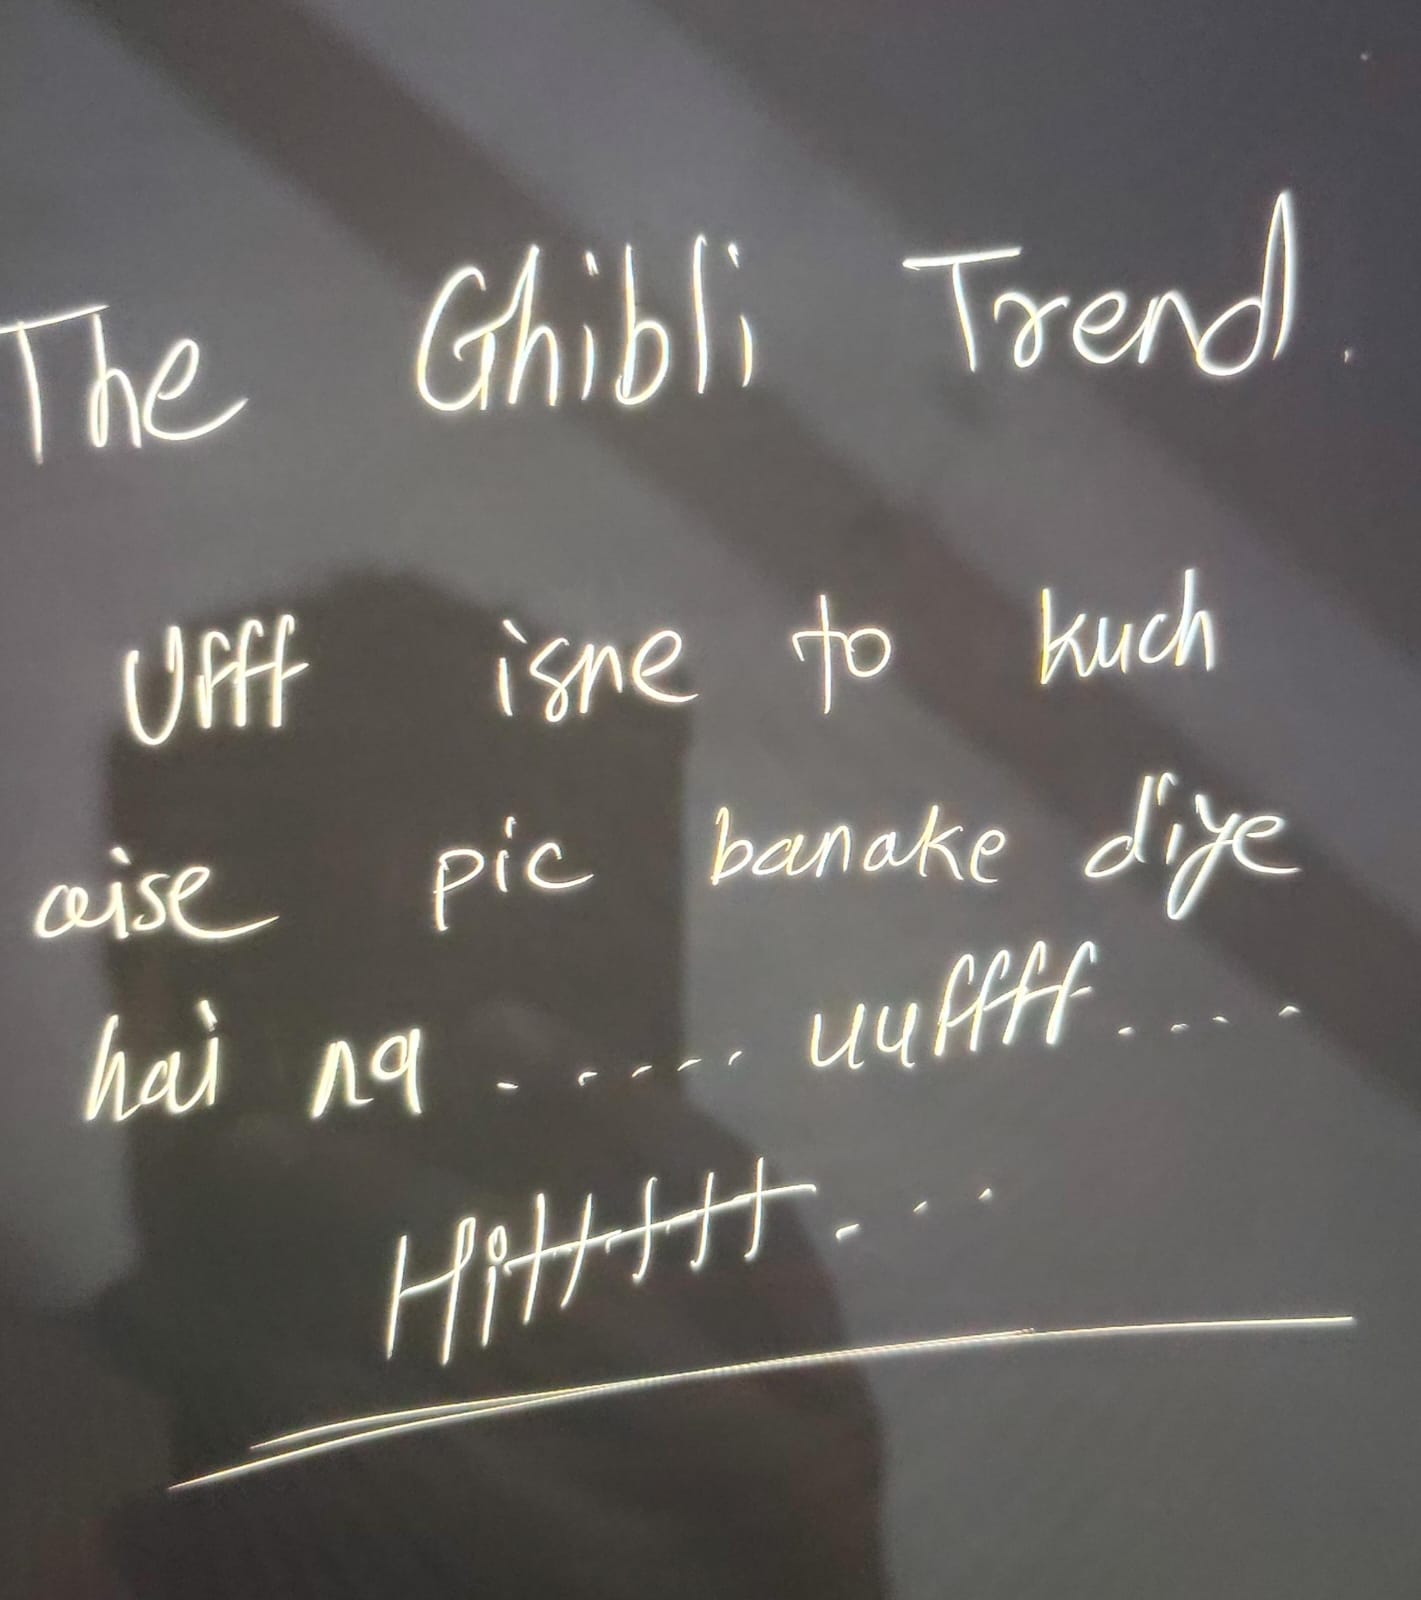 The Ghibli Trend.
Ufff isne to kuch
aise pic banake diye
hai na ..... uuffff....
Hitttttt...